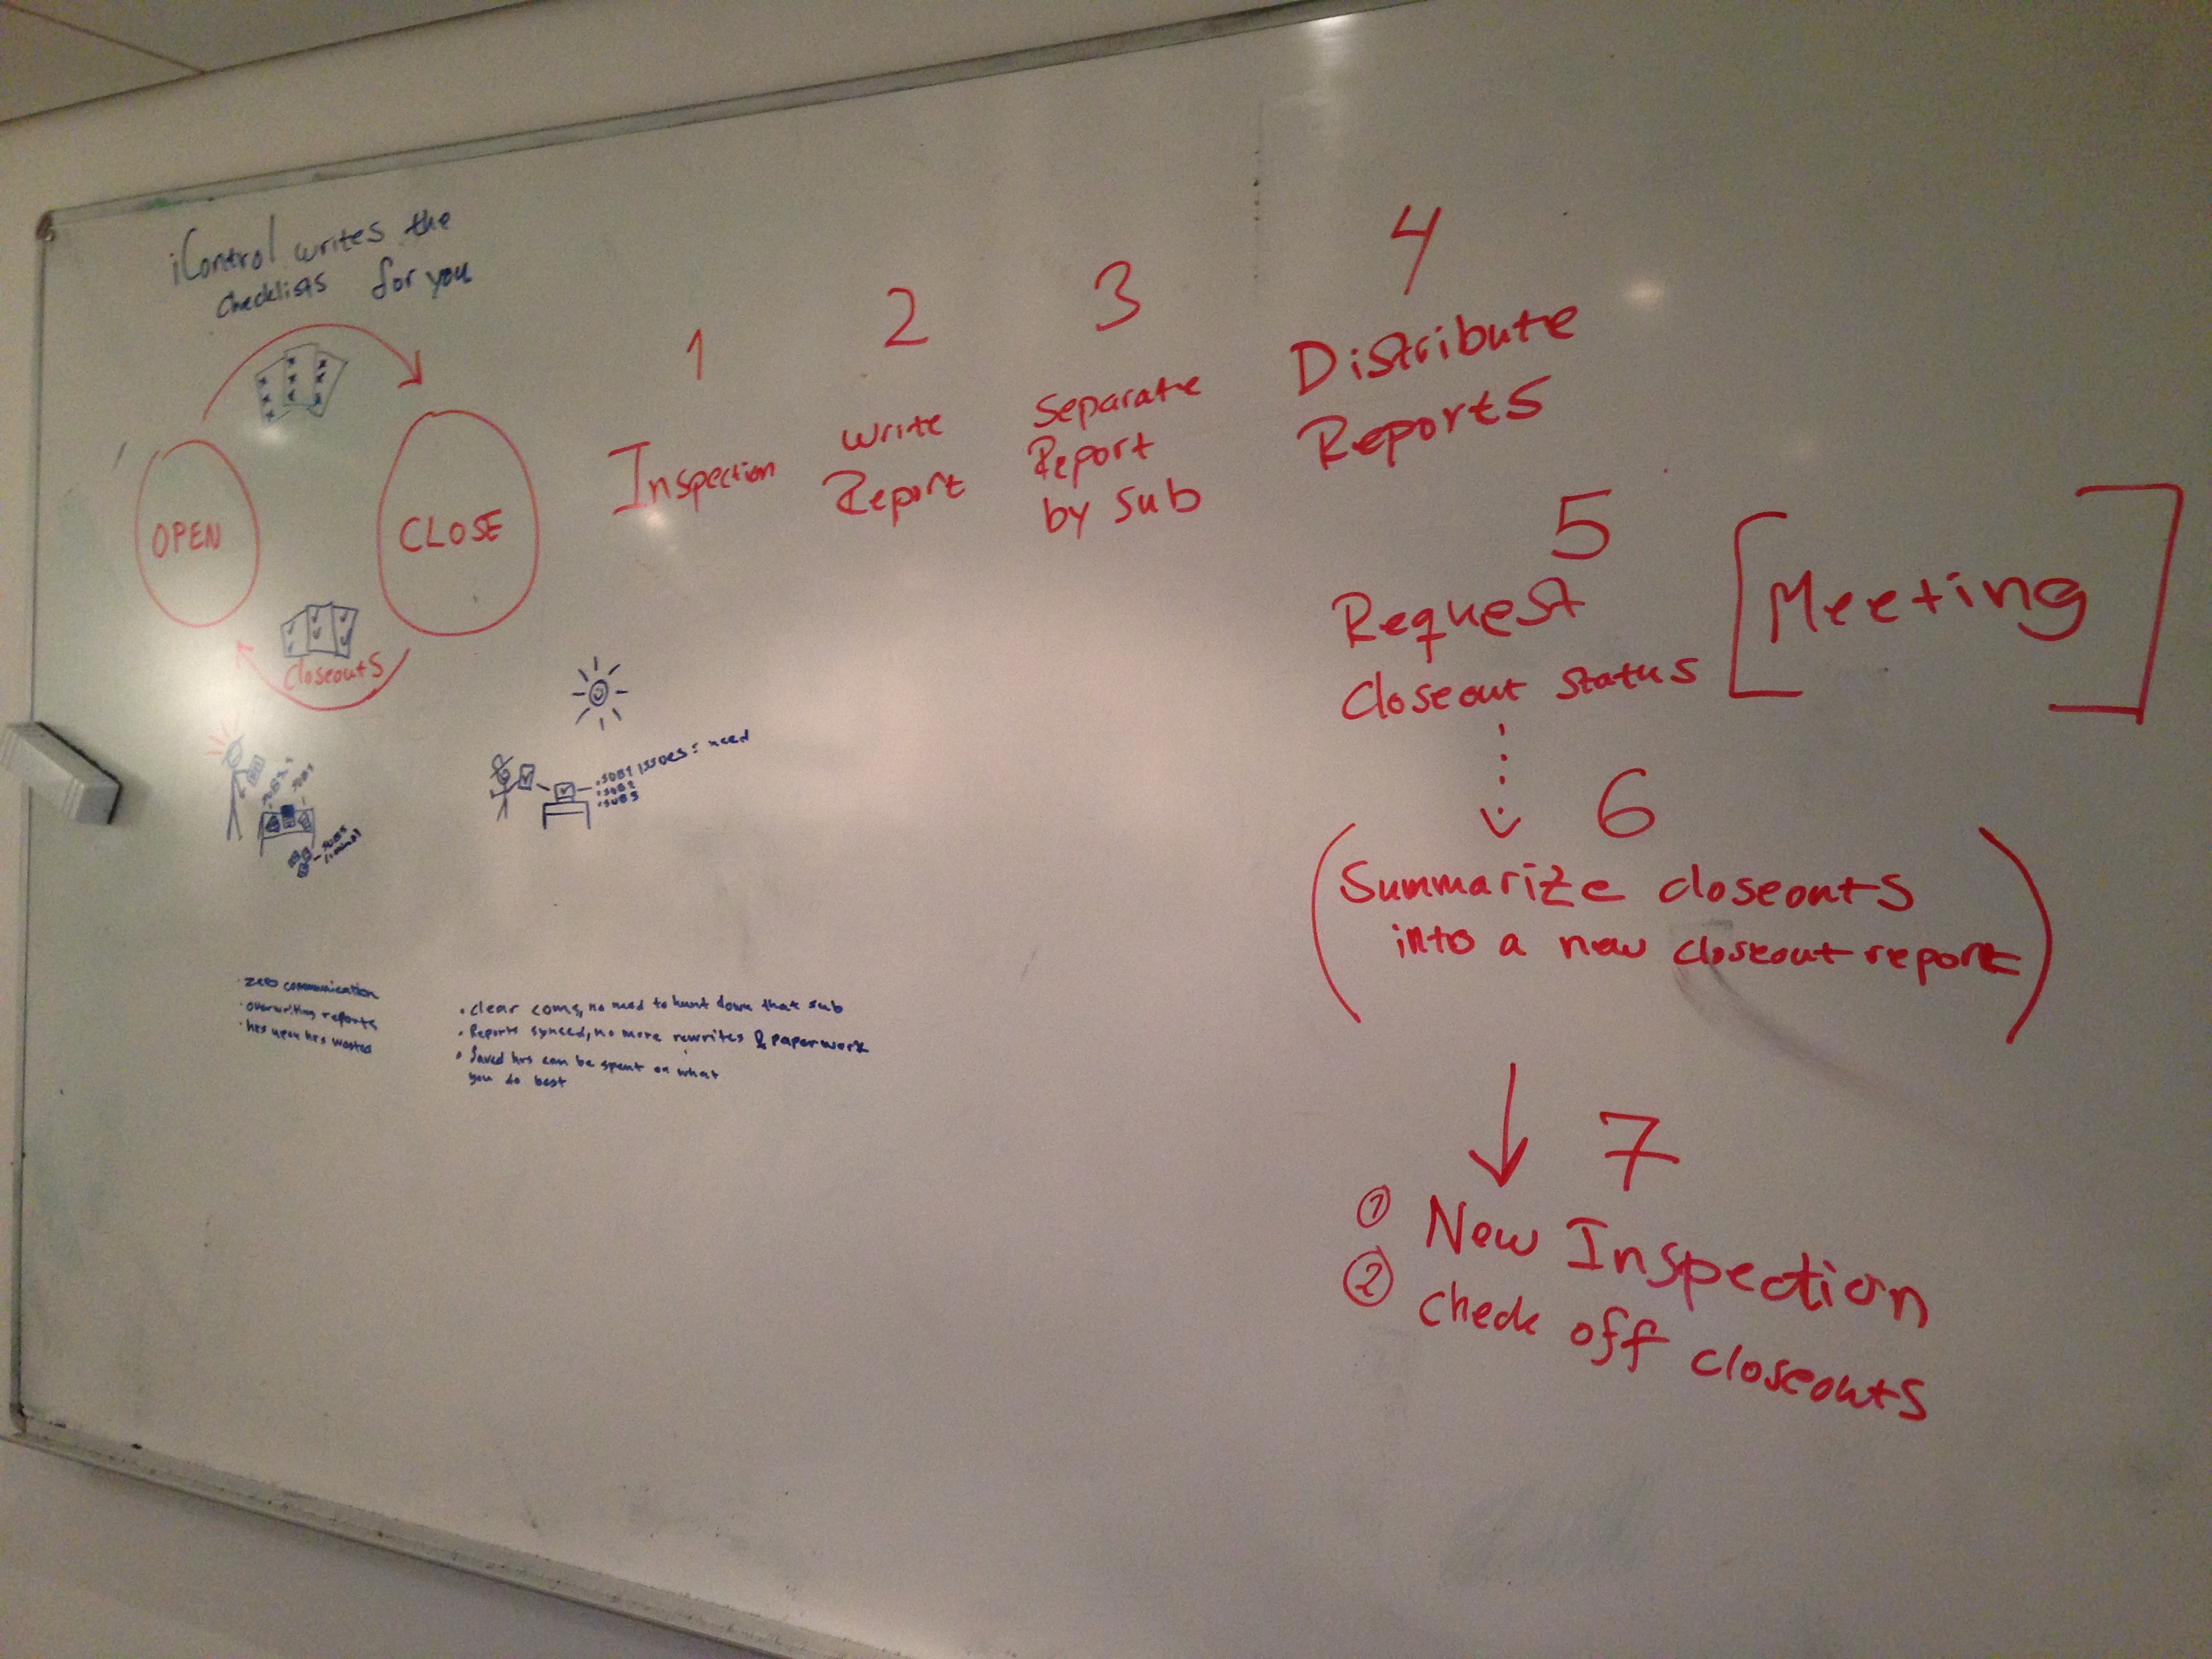 iControl writes the
checklists for you
OPEN
CLOSE
closeouts
1
Inspection
2
write
Report
3
Separate
Report
by sub
4
Distribute
Reports
5
Request
closeout status
[Meeting]
6
(Summarize closeouts
into a new closeout report)
7
① New Inspection
② check off closeouts
SUB1 ISSUES: need
SUB2
SUB3
· zero communication
· overwriting reports
· hrs upon hrs wasted
· clear coms, no need to hunt down that sub
· Reports synced, no more rewrites & paperwork
· Saved hrs can be spent on what
you do best